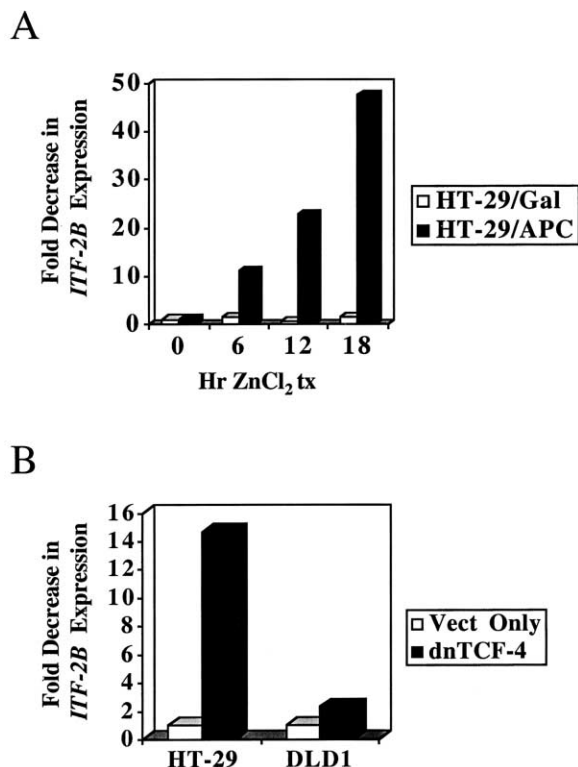 A
Fold Decrease in
ITF-2B Expression
50
40
30
20
10
0
0 6 12 18
Hr ZnCl₂ tx
HT-29/Gal
HT-29/APC
B
Fold Decrease in
ITF-2B Expression
16
14
12
10
8
6
4
2
0
HT-29 DLD1
Vect Only
dnTCF-4